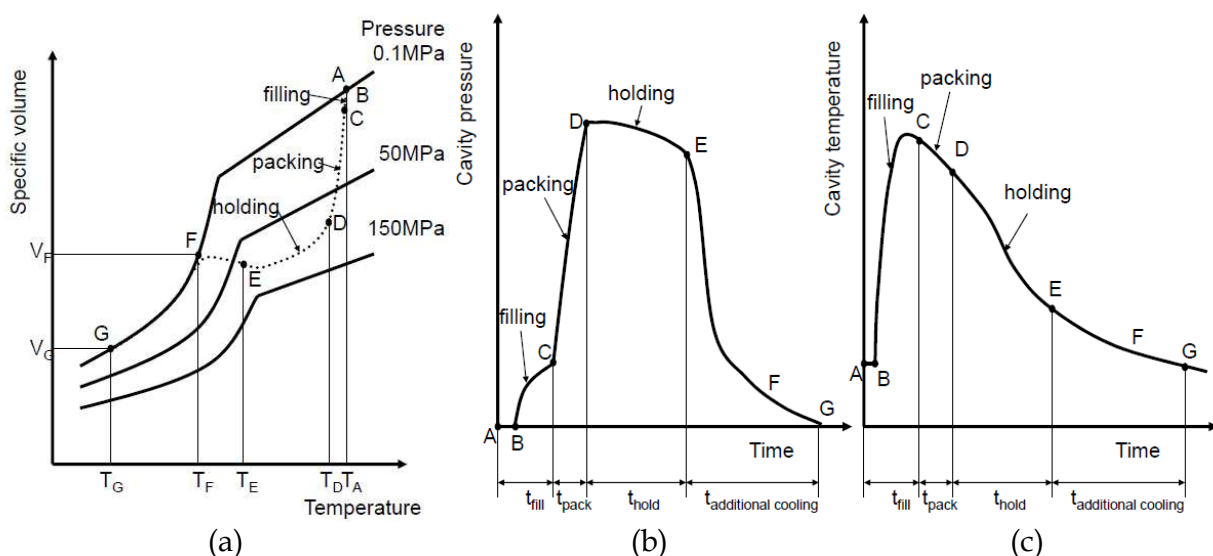 Pressure
0.1MPa
A
B
C
filling
packing
50MPa
holding
D
150MPa
F
E
G
V_F
V_G
Specific volume
T_G T_F T_E T_D T_A
Temperature
(a)
Cavity pressure
holding
D
E
packing
filling
C
F
G
A
B
Time
t_fill t_pack t_hold t_additional cooling
(b)
Cavity temperature
filling
packing
C
D
holding
E
F
G
A
B
Time
t_fill t_pack t_hold t_additional cooling
(c)